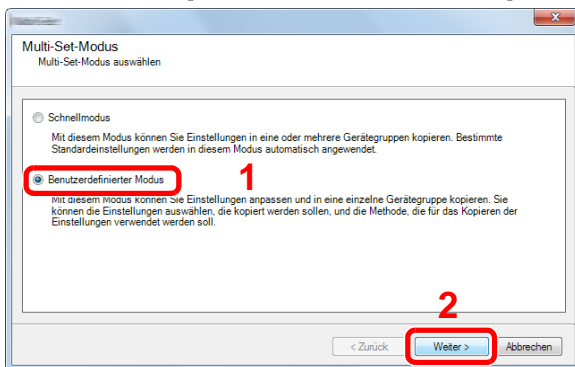 Multi-Set-Modus
Multi-Set-Modus auswählen
Schnellmodus
Mit diesem Modus können Sie Einstellungen in eine oder mehrere Gerätegruppen kopieren. Bestimmte
Standardeinstellungen werden in diesem Modus automatisch angewendet.
Benutzerdefinierter Modus
1
Mit diesem Modus können Sie Einstellungen anpassen und in eine einzelne Gerätegruppe kopieren. Sie
können die Einstellungen auswählen, die kopiert werden sollen, und die Methode, die für das Kopieren der
Einstellungen verwendet werden soll.
2
< Zurück Weiter > Abbrechen